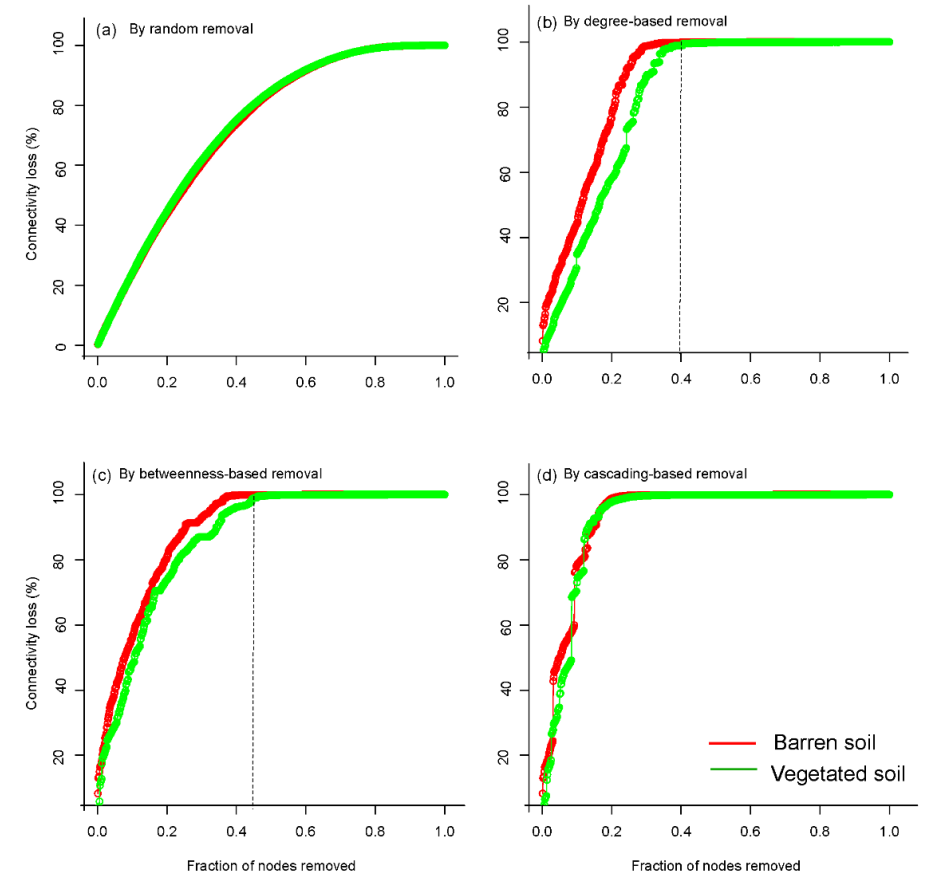 (a) By random removal
Connectivity loss (%)
0 20 40 60 80 100
0.0 0.2 0.4 0.6 0.8 1.0
(b) By degree-based removal
20 40 60 80 100
0.0 0.2 0.4 0.6 0.8 1.0
(c) By betweenness-based removal
Connectivity loss (%)
20 40 60 80 100
0.0 0.2 0.4 0.6 0.8 1.0
Fraction of nodes removed
(d) By cascading-based removal
20 40 60 80 100
Barren soil
Vegetated soil
0.0 0.2 0.4 0.6 0.8 1.0
Fraction of nodes removed